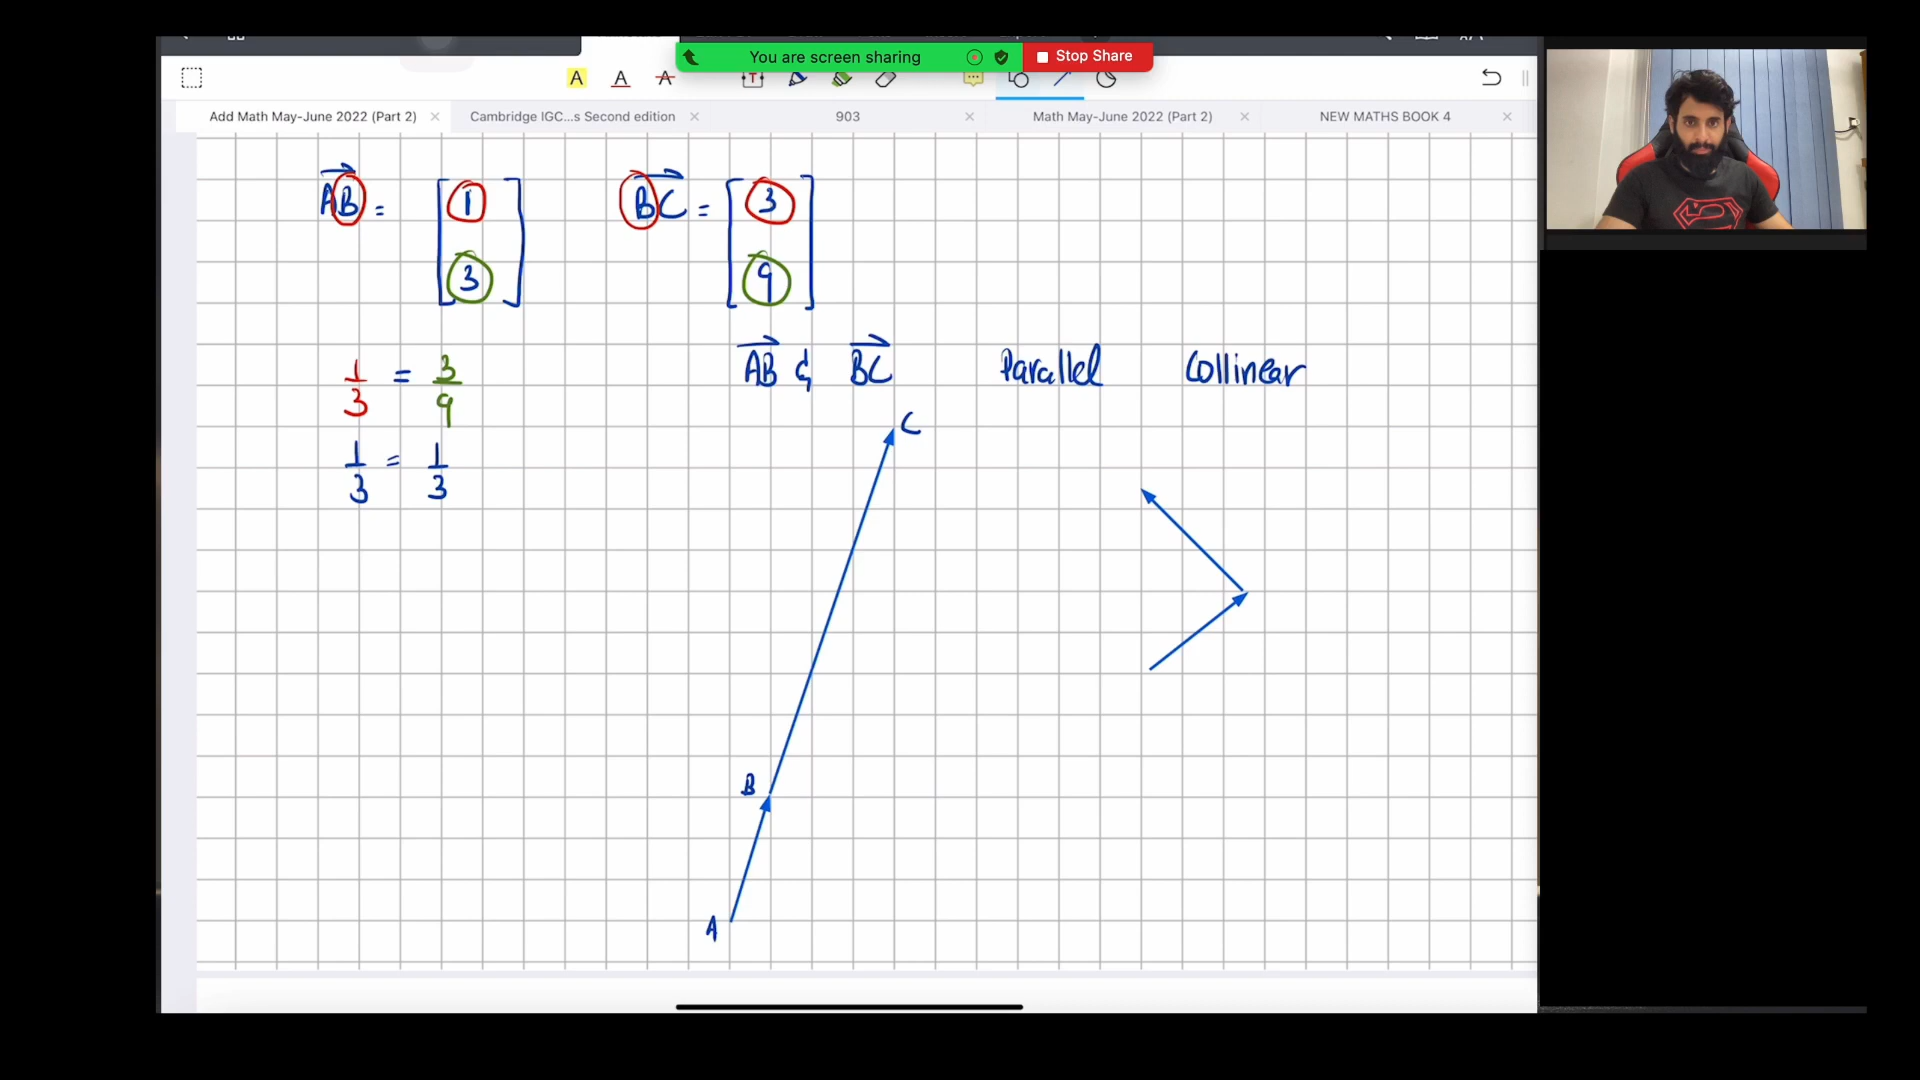 You are screen sharing Stop Share
A A A T
Add Math May-June 2022 (Part 2) Cambridge IGC...s Second edition 903 Math May-June 2022 (Part 2) NEW MATHS BOOK 4
AB = [1 3] BC = [3 9]
1/3 = 3/9
AB & BC Parallel Collinear
C
1/3 = 1/3
B
A